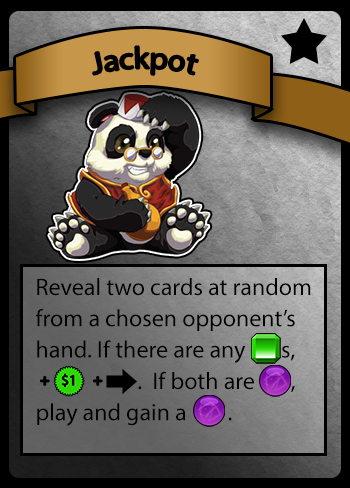 Jackpot
Reveal two cards at random
from a chosen opponent's
hand. If there are any s,
+ $1 + . If both are ,
play and gain a .